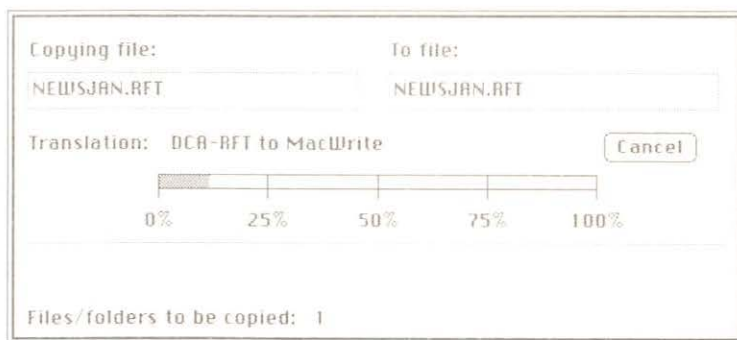 Copying file: To file:
NEWSJAN.RFT NEWSJAN.RFT
Translation: DCA-RFT to MacWrite Cancel
0% 25% 50% 75% 100%
Files/folders to be copied: 1